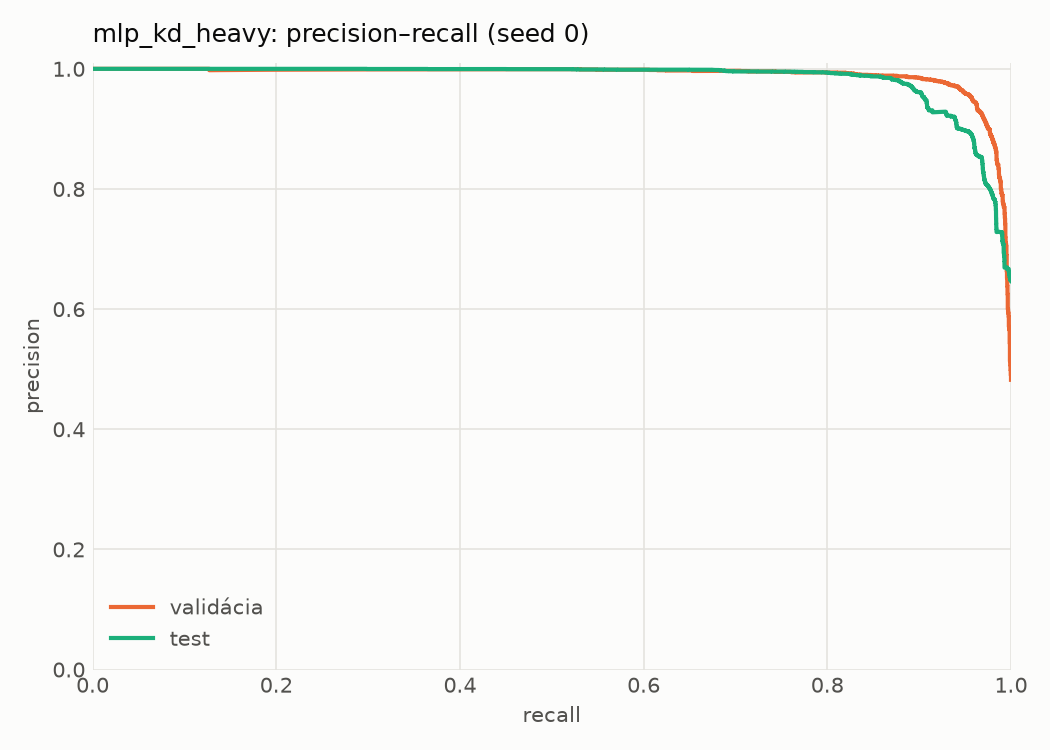 mlp_kd_heavy: precision–recall (seed 0)
1.0
0.8
0.6
0.4
0.2
0.0
precision
validácia
test
0.0 0.2 0.4 0.6 0.8 1.0
recall